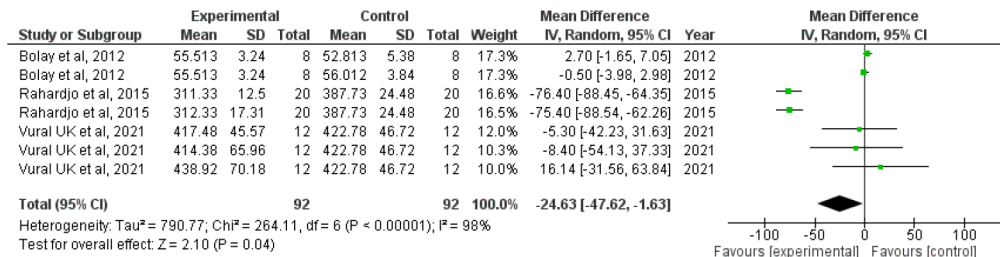 Experimental Control Mean Difference Mean Difference
Study or Subgroup Mean SD Total Mean SD Total Weight IV, Random, 95% CI Year IV, Random, 95% CI
Bolay et al, 2012 55.513 3.24 8 52.813 5.38 8 17.3% 2.70 [-1.65, 7.05] 2012
Bolay et al, 2012 55.513 3.24 8 56.012 3.84 8 17.3% -0.50 [-3.98, 2.98] 2012
Rahardjo et al, 2015 311.33 12.5 20 387.73 24.48 20 16.6% -76.40 [-88.45, -64.35] 2015
Rahardjo et al, 2015 312.33 17.31 20 387.73 24.48 20 16.4% -75.40 [-88.54, -62.26] 2015
Vural UK et al, 2021 417.48 45.57 12 422.78 46.72 12 12.0% -5.30 [-42.23, 31.63] 2021
Vural UK et al, 2021 414.38 65.96 12 422.78 46.72 12 10.3% -8.40 [-54.13, 37.33] 2021
Vural UK et al, 2021 438.92 70.18 12 422.78 46.72 12 10.0% 16.14 [-31.56, 63.84] 2021
Total (95% CI) 92 92 100.0% -24.63 [-47.62, -1.63]
Heterogeneity: Tau² = 790.77; Chi² = 264.11, df = 6 (P < 0.00001); I² = 98%
Test for overall effect: Z = 2.10 (P = 0.04)
-100 -50 0 50 100
Favours [experimental] Favours [control]